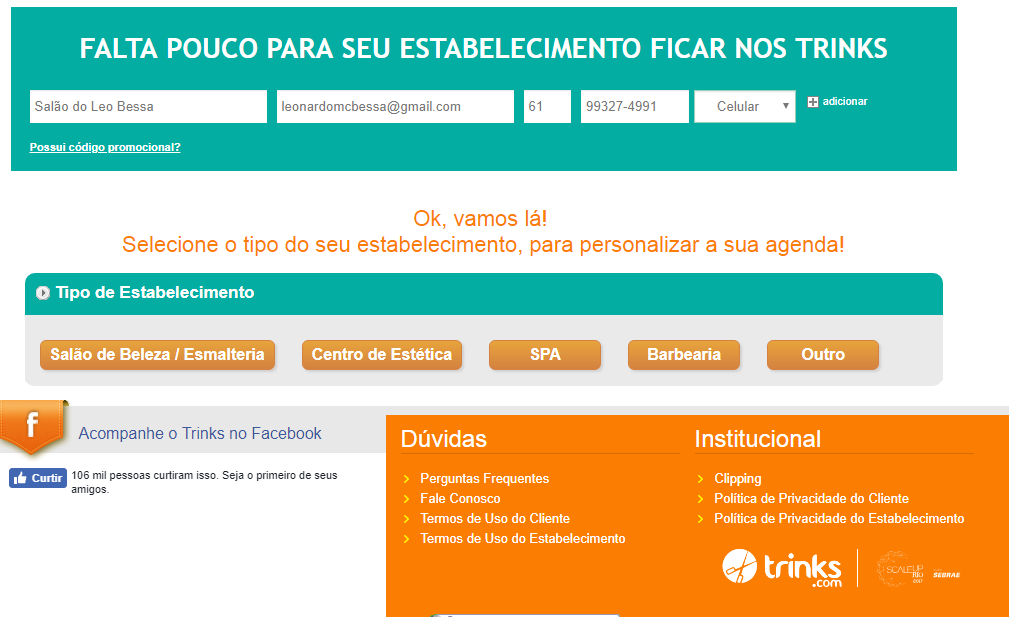 FALTA POUCO PARA SEU ESTABELECIMENTO FICAR NOS TRINKS
Salão do Leo Bessa
leonardomcbessa@gmail.com
61
99327-4991
Celular
adicionar
Possui código promocional?
Ok, vamos lá!
Selecione o tipo do seu estabelecimento, para personalizar a sua agenda!
Tipo de Estabelecimento
Salão de Beleza / Esmalteria
Centro de Estética
SPA
Barbearia
Outro
f
Acompanhe o Trinks no Facebook
Curtir
106 mil pessoas curtiram isso. Seja o primeiro de seus
amigos.
Dúvidas
Perguntas Frequentes
Fale Conosco
Termos de Uso do Cliente
Termos de Uso do Estabelecimento
Institucional
Clipping
Política de Privacidade do Cliente
Política de Privacidade do Estabelecimento
trinks
.com
SCALEUP
RIO
SEBRAE